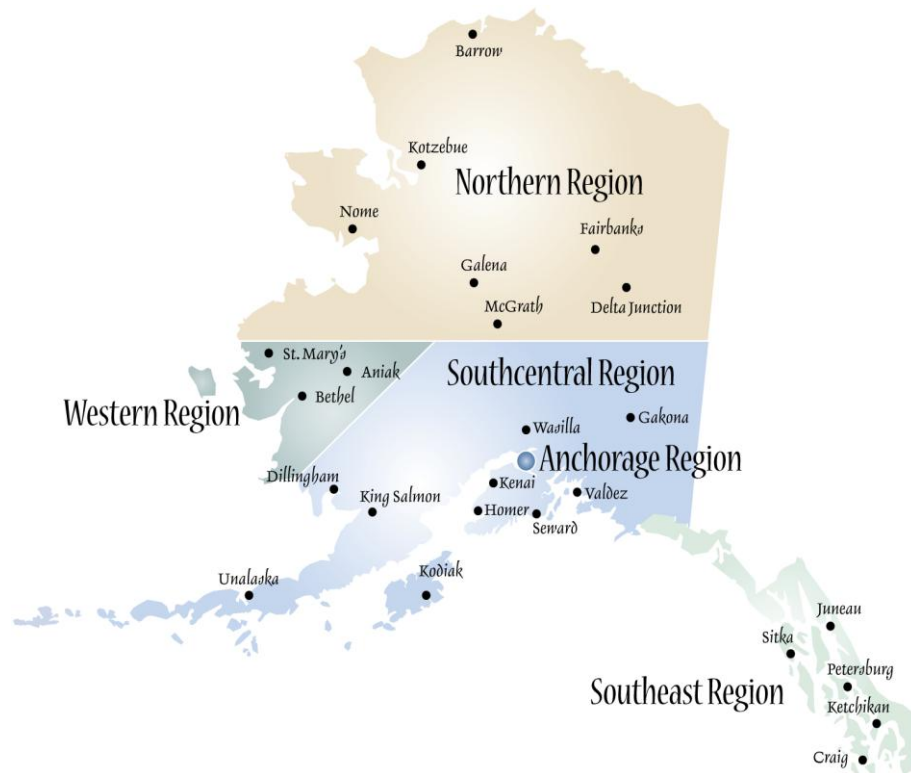 Barrow
Kotzebue
Northern Region
Nome
Fairbanks
Galena
McGrath
Delta Junction
St. Mary's
Aniak
Southcentral Region
Bethel
Western Region
Wasilla
Gakona
Anchorage Region
Dillingham
Kenai
King Salmon
Valdez
Homer
Seward
Unalaska
Kodiak
Juneau
Sitka
Petersburg
Southeast Region
Ketchikan
Craig